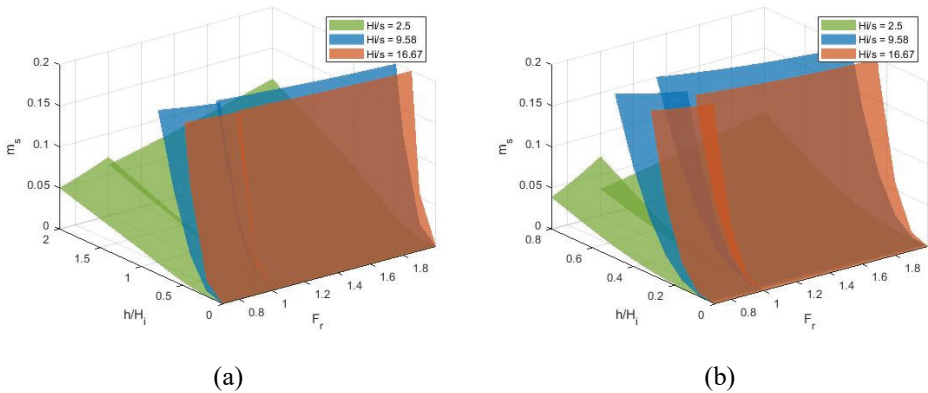 Hi/s = 2.5
Hi/s = 9.58
Hi/s = 16.67
0.2
0.15
0.1
0.05
0
m_s
2
1.5
1
0.5
0
h/H_i
0.8
1
1.2
1.4
1.6
1.8
F_r
(a)
Hi/s = 2.5
Hi/s = 9.58
Hi/s = 16.67
0.2
0.15
0.1
0.05
0
m_s
0.8
0.6
0.4
0.2
0
h/H_i
0.8
1
1.2
1.4
1.6
1.8
F_r
(b)